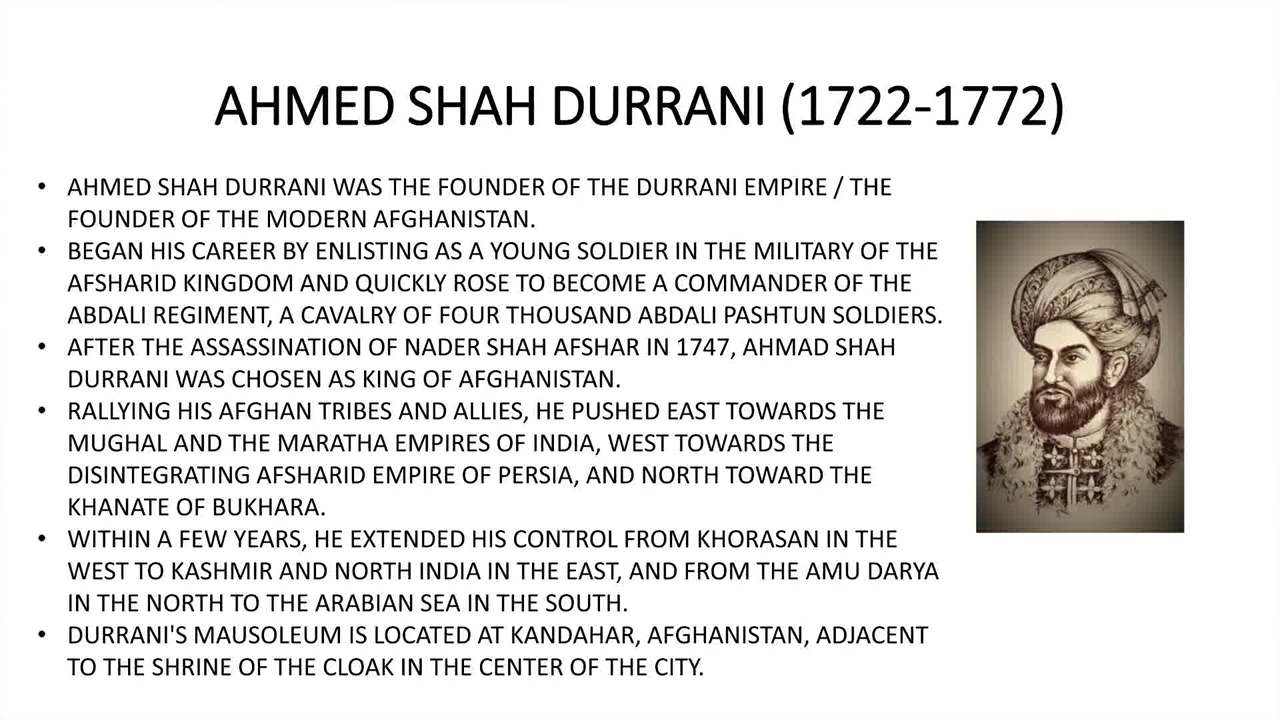 AHMED SHAH DURRANI (1722-1772)
• AHMED SHAH DURRANI WAS THE FOUNDER OF THE DURRANI EMPIRE / THE
FOUNDER OF THE MODERN AFGHANISTAN.
• BEGAN HIS CAREER BY ENLISTING AS A YOUNG SOLDIER IN THE MILITARY OF THE
AFSHARID KINGDOM AND QUICKLY ROSE TO BECOME A COMMANDER OF THE
ABDALI REGIMENT, A CAVALRY OF FOUR THOUSAND ABDALI PASHTUN SOLDIERS.
• AFTER THE ASSASSINATION OF NADER SHAH AFSHAR IN 1747, AHMAD SHAH
DURRANI WAS CHOSEN AS KING OF AFGHANISTAN.
• RALLYING HIS AFGHAN TRIBES AND ALLIES, HE PUSHED EAST TOWARDS THE
MUGHAL AND THE MARATHA EMPIRES OF INDIA, WEST TOWARDS THE
DISINTEGRATING AFSHARID EMPIRE OF PERSIA, AND NORTH TOWARD THE
KHANATE OF BUKHARA.
• WITHIN A FEW YEARS, HE EXTENDED HIS CONTROL FROM KHORASAN IN THE
WEST TO KASHMIR AND NORTH INDIA IN THE EAST, AND FROM THE AMU DARYA
IN THE NORTH TO THE ARABIAN SEA IN THE SOUTH.
• DURRANI'S MAUSOLEUM IS LOCATED AT KANDAHAR, AFGHANISTAN, ADJACENT
TO THE SHRINE OF THE CLOAK IN THE CENTER OF THE CITY.